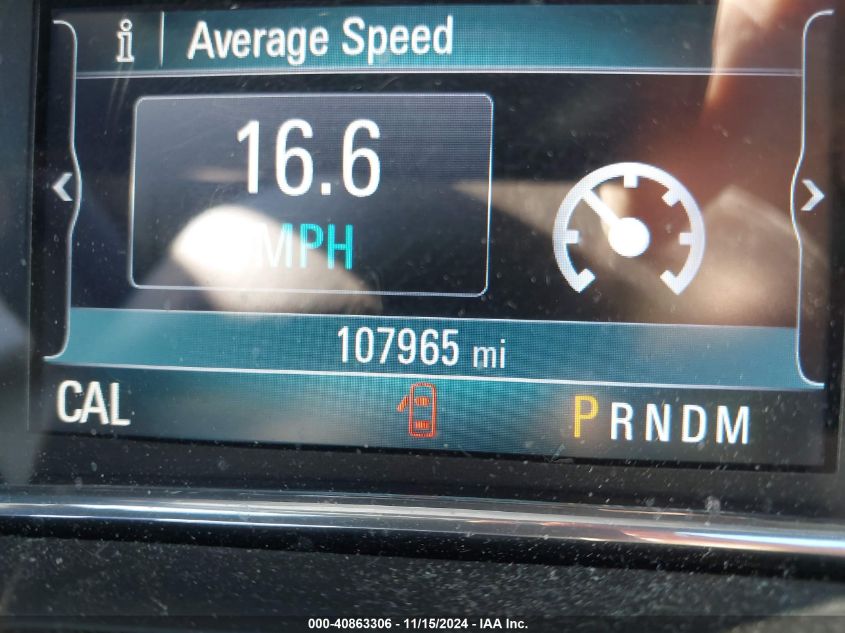 i Average Speed
16.6
MPH
107965 mi
CAL PRNDM
000-40863306 - 11/15/2024 - IAA Inc.